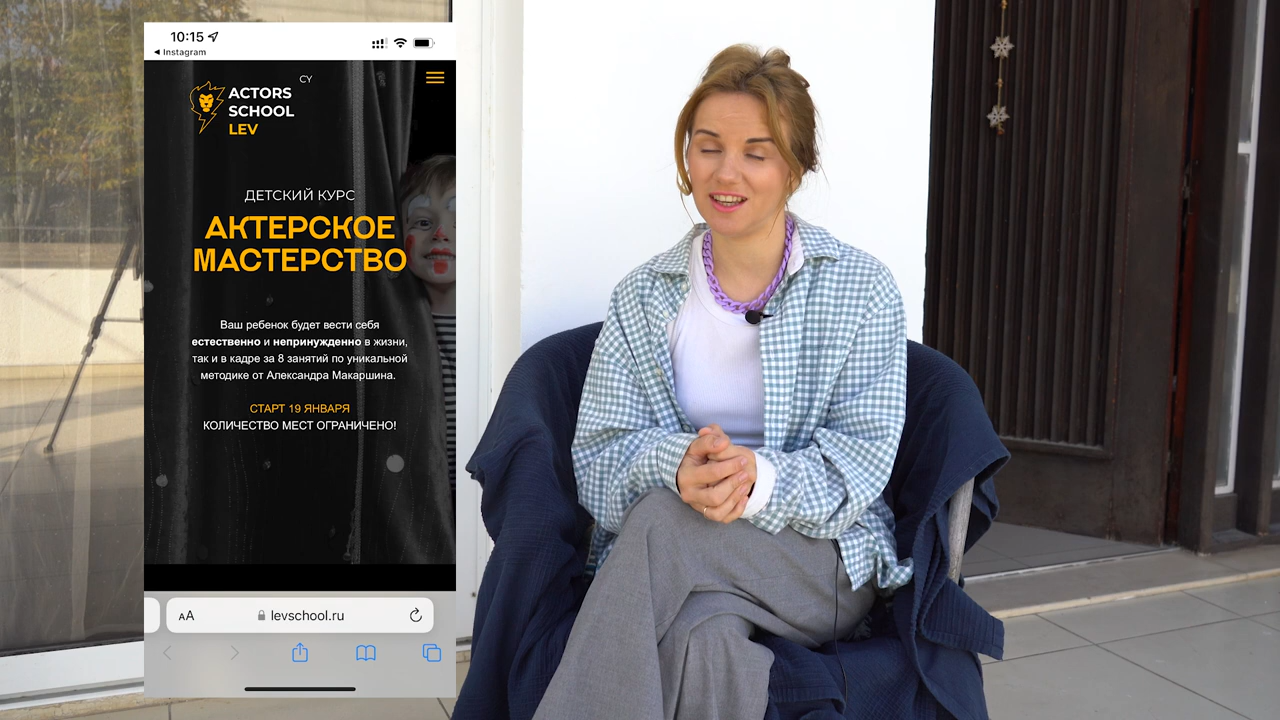 10:15
◀ Instagram
CY
ACTORS
SCHOOL
LEV
ДЕТСКИЙ КУРС
АКТЕРСКОЕ
МАСТЕРСТВО
Ваш ребенок будет вести себя
естественно и непринужденно в жизни,
так и в кадре за 8 занятий по уникальной
методике от Александра Макаршина.
СТАРТ 19 ЯНВАРЯ
КОЛИЧЕСТВО МЕСТ ОГРАНИЧЕНО!
AA levschool.ru